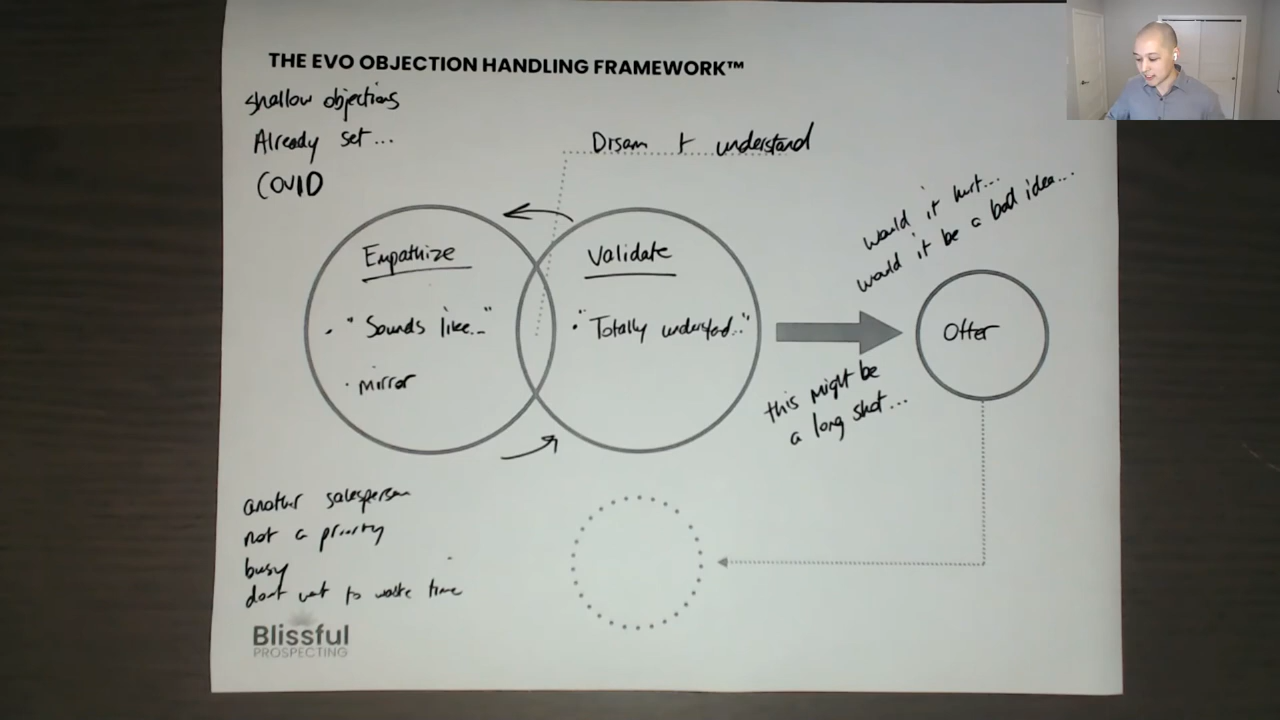 THE EVO OBJECTION HANDLING FRAMEWORK™
shallow objections
Already set...
COVID
Disarm + understand
would it hurt...
would it be a bad idea...
Empathize
• "Sounds like..."
• mirror
Validate
• "Totally understand..."
Offer
this might be
a long shot...
another salesperson
not a priority
busy
dont want to waste time
Blissful
PROSPECTING